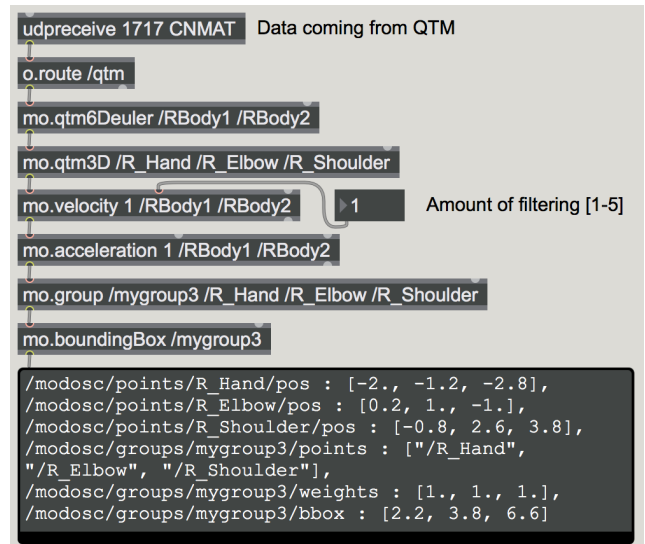 udpreceive 1717 CNMAT Data coming from QTM
o.route /qtm
mo.qtm6Deuler /RBody1 /RBody2
mo.qtm3D /R_Hand /R_Elbow /R_Shoulder
mo.velocity 1 /RBody1 /RBody2 1 Amount of filtering [1-5]
mo.acceleration 1 /RBody1 /RBody2
mo.group /mygroup3 /R_Hand /R_Elbow /R_Shoulder
mo.boundingBox /mygroup3
/modosc/points/R_Hand/pos : [-2., -1.2, -2.8],
/modosc/points/R_Elbow/pos : [0.2, 1., -1.],
/modosc/points/R_Shoulder/pos : [-0.8, 2.6, 3.8],
/modosc/groups/mygroup3/points : ["/R_Hand",
"/R_Elbow", "/R_Shoulder"],
/modosc/groups/mygroup3/weights : [1., 1., 1.],
/modosc/groups/mygroup3/bbox : [2.2, 3.8, 6.6]